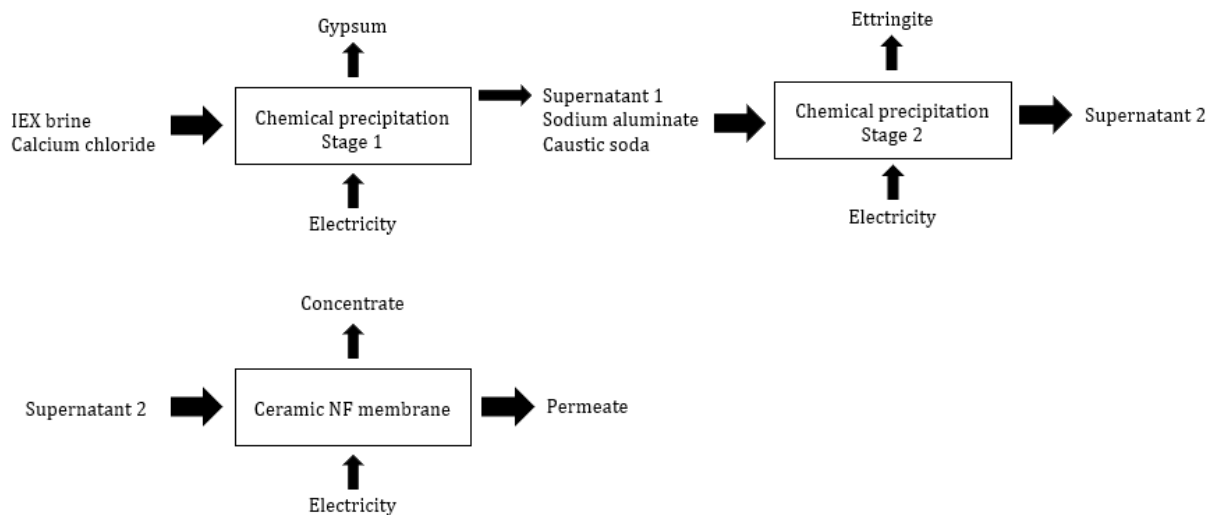 Gypsum
IEX brine
Calcium chloride
Chemical precipitation
Stage 1
Electricity
Supernatant 1
Sodium aluminate
Caustic soda
Ettringite
Chemical precipitation
Stage 2
Electricity
Supernatant 2
Concentrate
Supernatant 2
Ceramic NF membrane
Permeate
Electricity